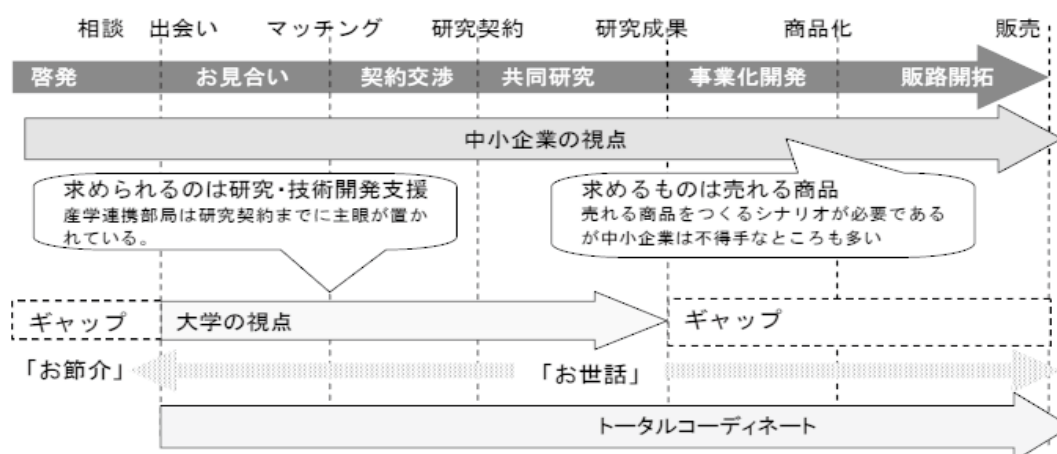 相談 出会い マッチング 研究契約 研究成果 商品化 販売
啓発 お見合い 契約交渉 共同研究 事業化開発 販路開拓
中小企業の視点
求められるのは研究・技術開発支援
産学連携部局は研究契約までに主眼が置か
れている。
求めるものは売れる商品
売れる商品をつくるシナリオが必要である
が中小企業は不得手なところも多い
ギャップ 大学の視点 ギャップ
「お節介」 「お世話」
トータルコーディネート